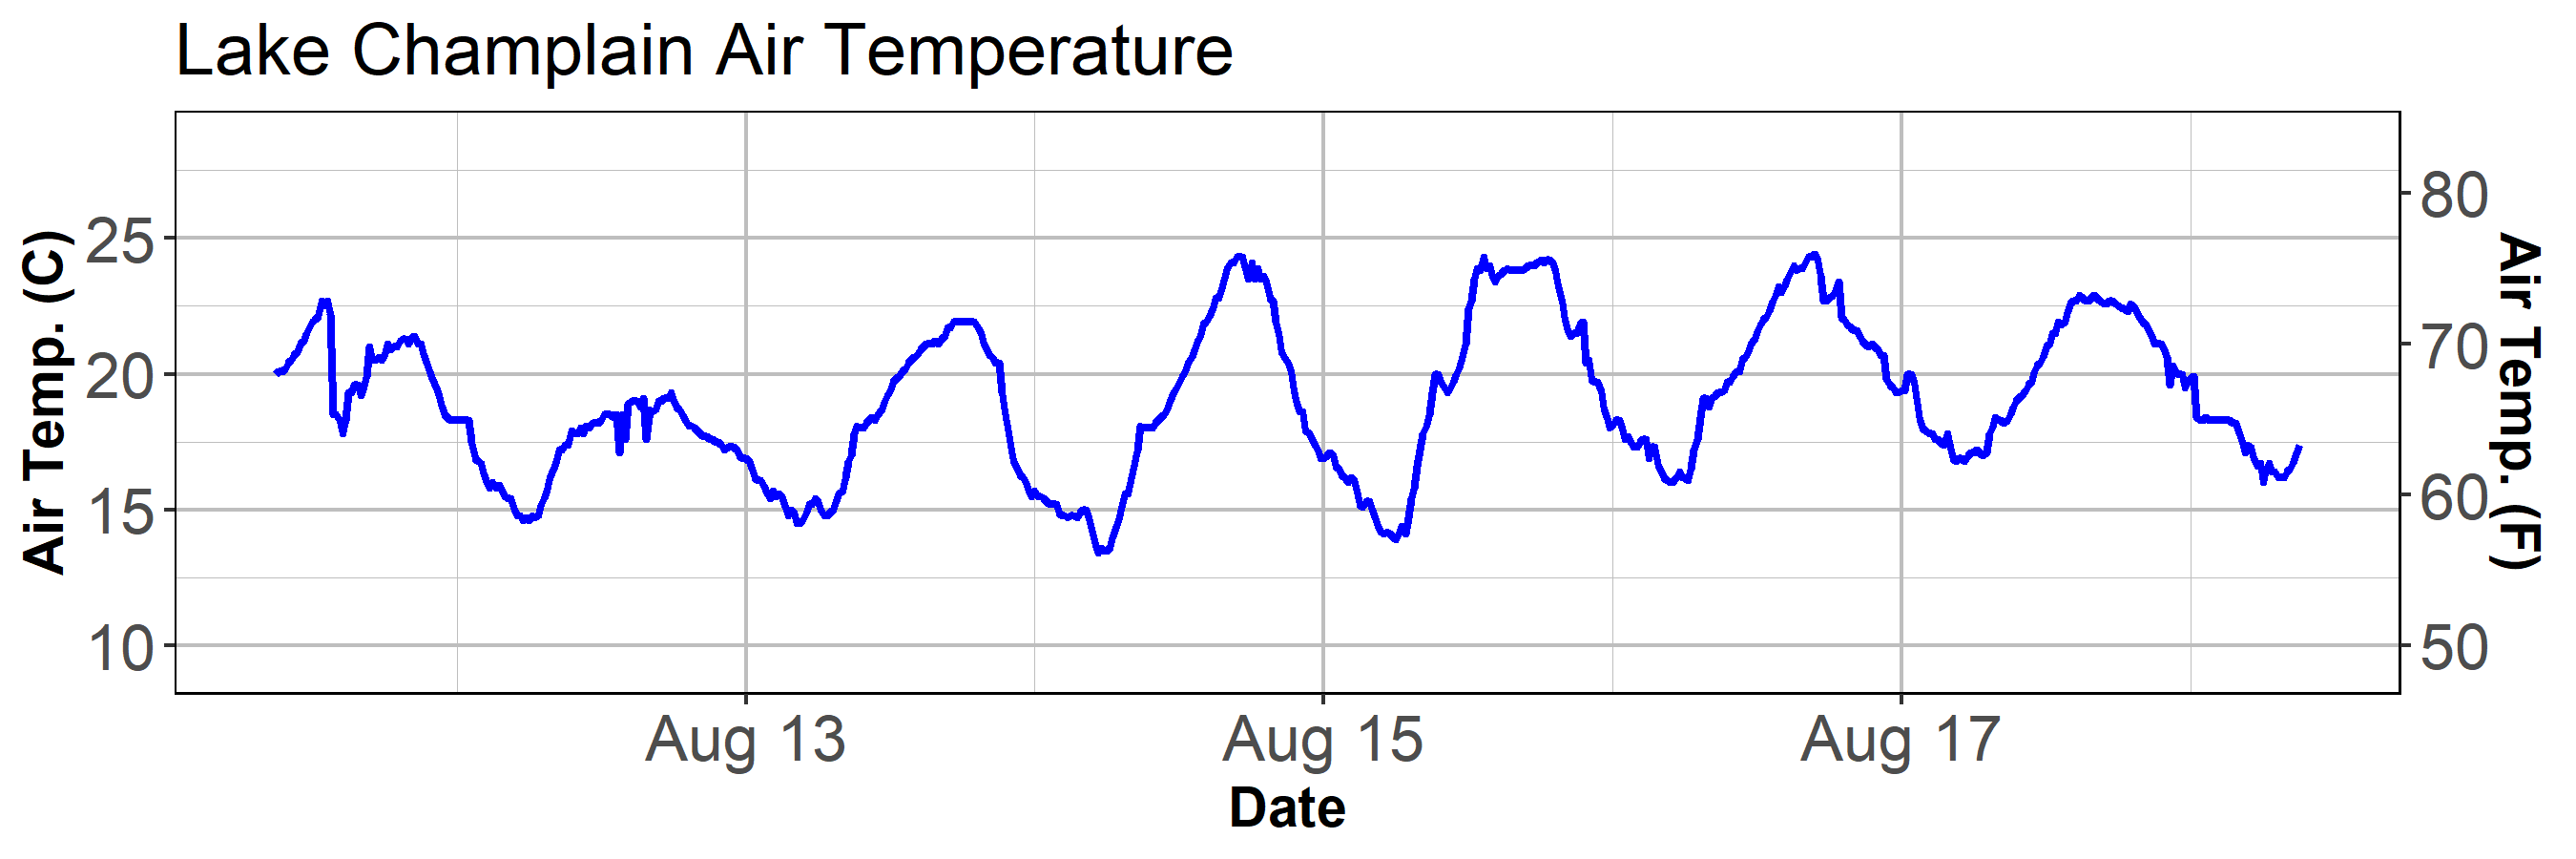 Lake Champlain Air Temperature
Air Temp. (C)
25
20
15
10
80
70
60
50
Air Temp. (F)
Aug 13
Aug 15
Aug 17
Date